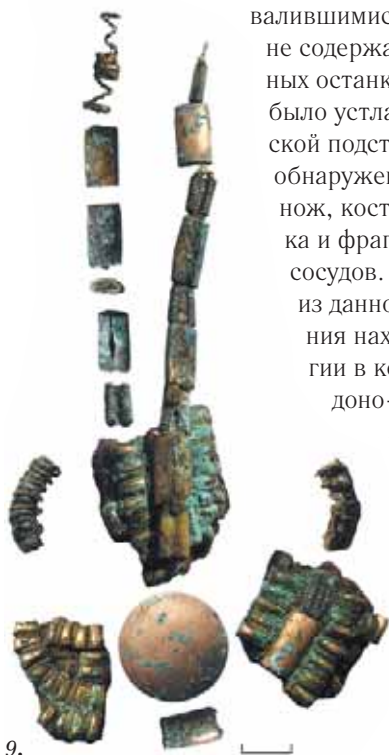 валившимис
не содержа
ных останк
было устла
ской подст
обнаружен
нож, кост
ка и фраг
сосудов.
из данно
ния нах
гии в ко
доно-
9.